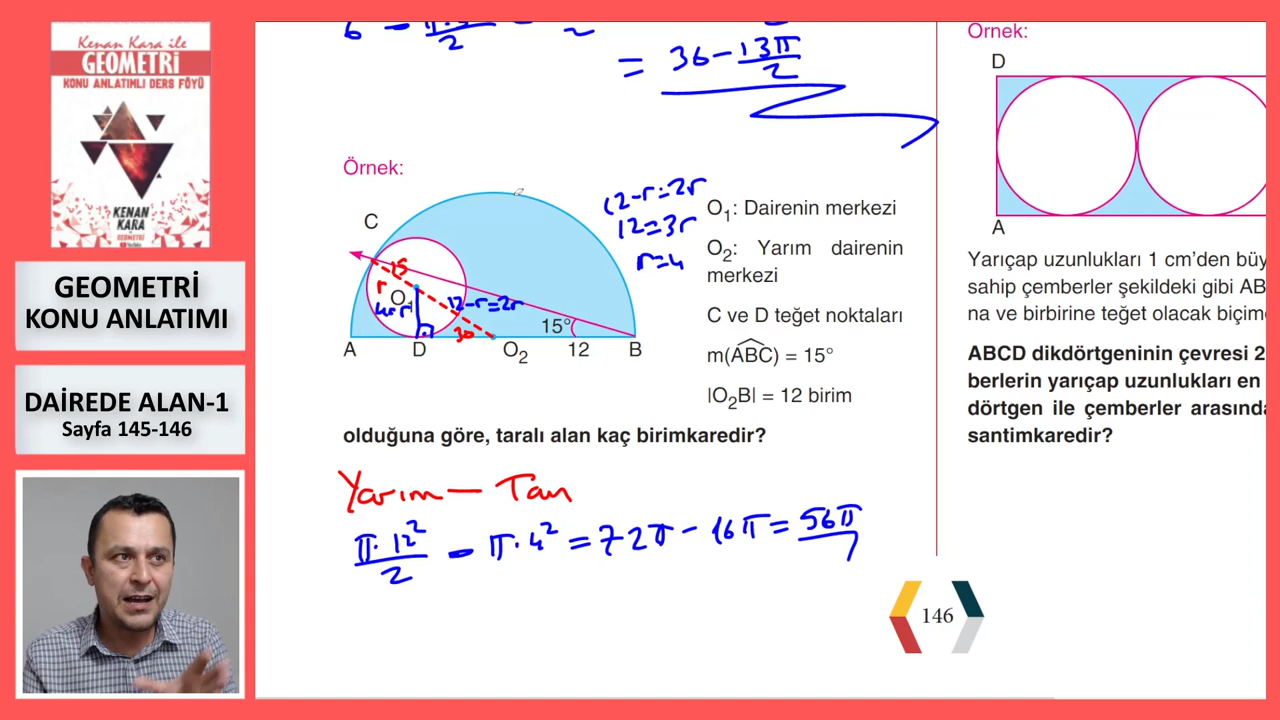 Kenan Kara ile
GEOMETRİ
KONU ANLATIMLI DERS FÖYÜ
KENAN
KARA
GEOMETRİ
GEOMETRİ
KONU ANLATIMI
DAİREDE ALAN-1
Sayfa 145-146
= 36 - 13π/2
Örnek:
C
O₁
A
D
O₂
12
B
15°
15
r
4=r
12-r=2r
30
12-r=2r
12=3r
r=4
O₁: Dairenin merkezi
O₂: Yarım dairenin
merkezi
C ve D teğet noktaları
m(ABC) = 15°
|O₂B| = 12 birim
olduğuna göre, taralı alan kaç birimkaredir?
Yarım — Tam
π·12²/2 - π·4² = 72π - 16π = 56π
146
Örnek:
D
A
Yarıçap uzunlukları 1 cm'den büy
sahip çemberler şekildeki gibi AB
na ve birbirine teğet olacak biçim
ABCD dikdörtgeninin çevresi 2
berlerin yarıçap uzunlukları en
dörtgen ile çemberler arasında
santimkaredir?